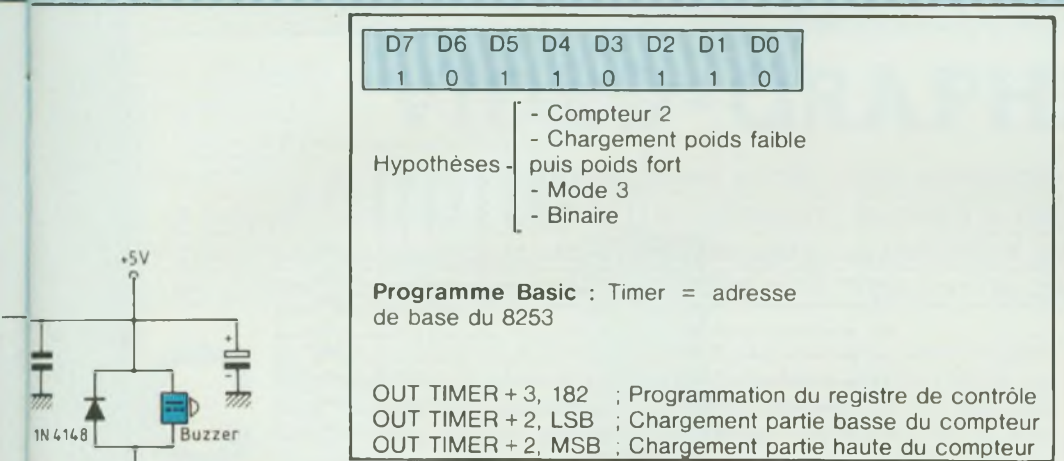 D7 D6 D5 D4 D3 D2 D1 D0
1 0 1 1 0 1 1 0
- Compteur 2
- Chargement poids faible
Hypothèses - puis poids fort
- Mode 3
- Binaire
Programme Basic : Timer = adresse
de base du 8253
OUT TIMER + 3, 182 ; Programmation du registre de contrôle
OUT TIMER + 2, LSB ; Chargement partie basse du compteur
OUT TIMER + 2, MSB ; Chargement partie haute du compteur
+5V
+
-
1N 4148
Buzzer